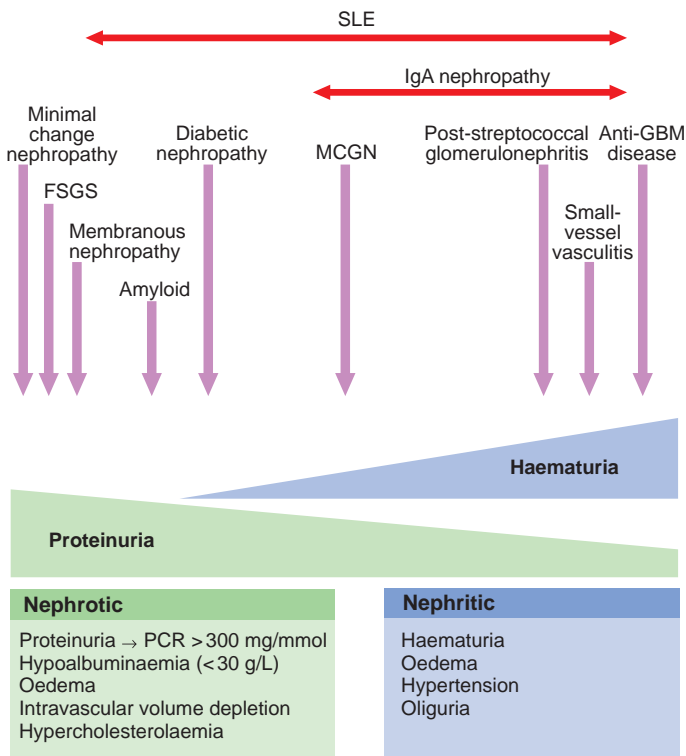 SLE
IgA nephropathy
Minimal
change
nephropathy
FSGS
Membranous
nephropathy
Amyloid
Diabetic
nephropathy
MCGN
Post-streptococcal
glomerulonephritis
Small-
vessel
vasculitis
Anti-GBM
disease
Haematuria
Proteinuria
Nephrotic
Proteinuria → PCR >300 mg/mmol
Hypoalbuminaemia (<30 g/L)
Oedema
Intravascular volume depletion
Hypercholesterolaemia
Nephritic
Haematuria
Oedema
Hypertension
Oliguria